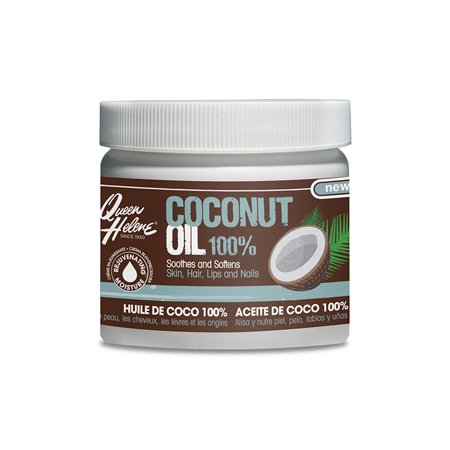 new
Queen
Helene®
SINCE 1930
COCONUT
OIL 100%
Soothes and Softens
Skin, Hair, Lips and Nails
REJUVENATING
MOISTURE
HUILE DE COCO 100%
peau, les cheveux, les lèvres et les ongles
ACEITE DE COCO 100%
Alisa y nutre piel, pelo, labios y uñas